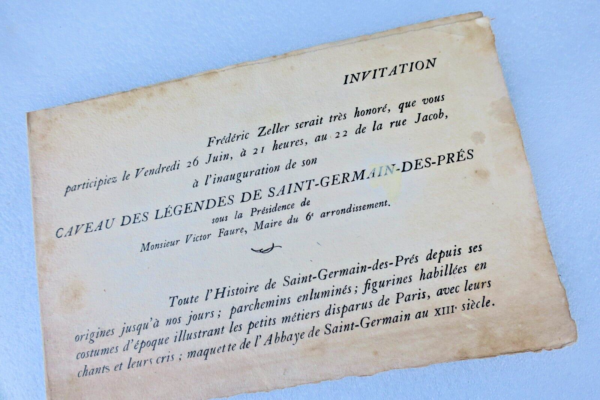 INVITATION
Frédéric Zeller serait très honoré, que vous
participiez le Vendredi 26 Juin, à 21 heures, au 22 de la rue Jacob,
à l'inauguration de son
CAVEAU DES LÉGENDES DE SAINT-GERMAIN-DES-PRÉS
sous la Présidence de
Monsieur Victor Faure, Maire du 6e arrondissement.
Toute l'Histoire de Saint-Germain-des-Prés depuis ses
origines jusqu'à nos jours ; parchemins enluminés ; figurines habillées en
costumes d'époque illustrant les petits métiers disparus de Paris, avec leurs
chants et leurs cris ; maquette de l'Abbaye de Saint-Germain au XIIIe siècle.